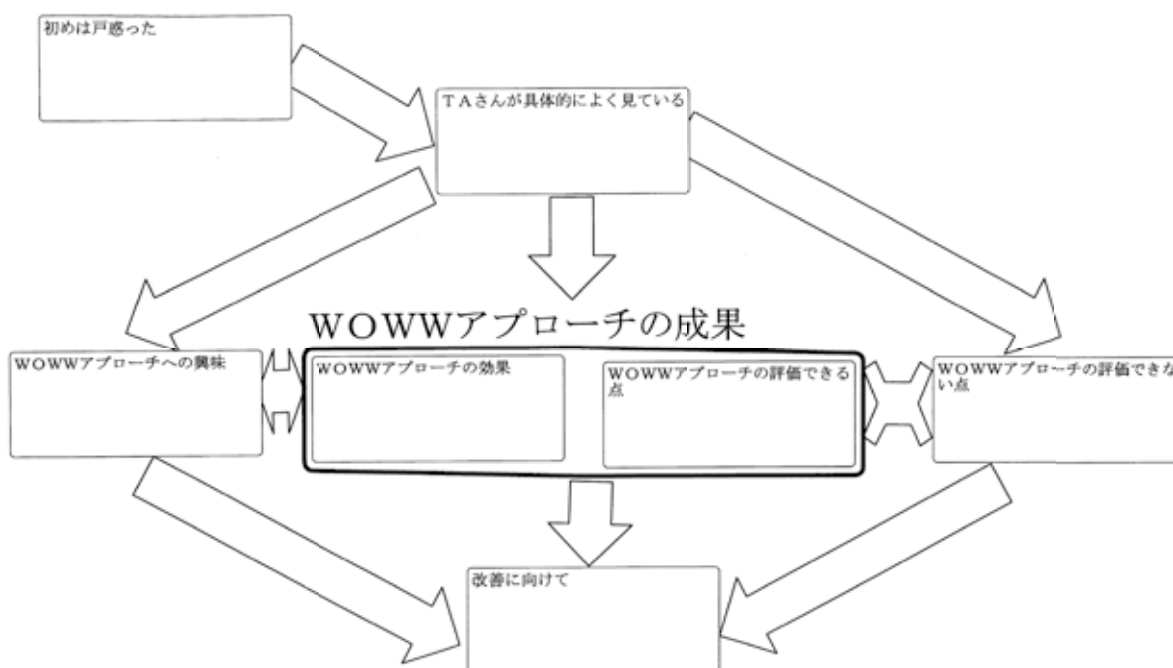 初めは戸惑った
ＴＡさんが具体的によく見ている
ＷＯＷＷアプローチの成果
ＷＯＷＷアプローチへの興味
ＷＯＷＷアプローチの効果
ＷＯＷＷアプローチの評価できる
点
ＷＯＷＷアプローチの評価できな
い点
改善に向けて